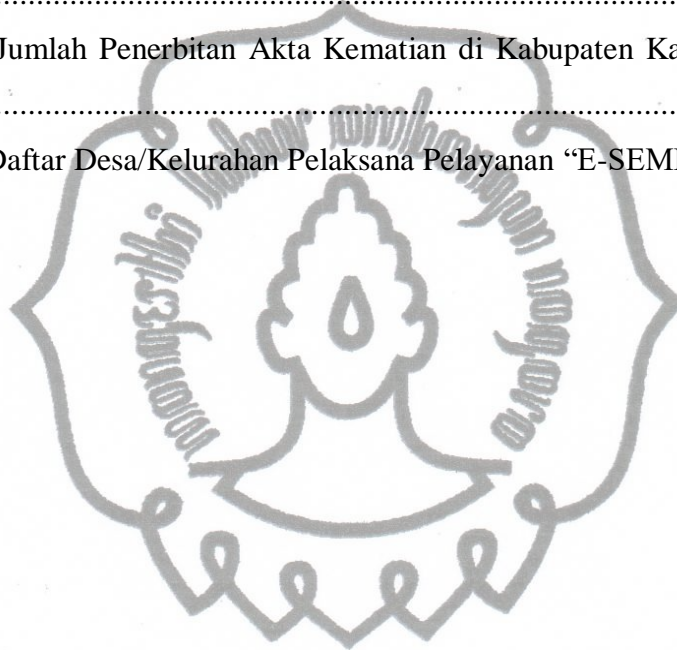 ....................................................................................................
Jumlah Penerbitan Akta Kematian di Kabupaten Ka
....................................................................................................
Daftar Desa/Kelurahan Pelaksana Pelayanan “E-SEM